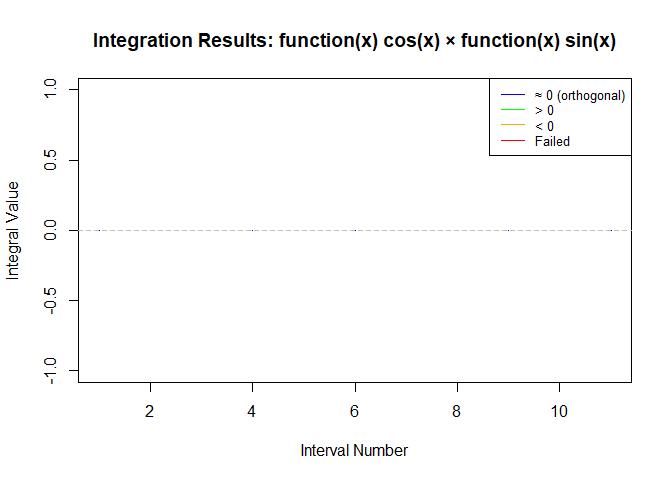 Integration Results: function(x) cos(x) × function(x) sin(x)
≈ 0 (orthogonal)
> 0
< 0
Failed
Integral Value
1.0
0.5
0.0
-0.5
-1.0
2 4 6 8 10
Interval Number